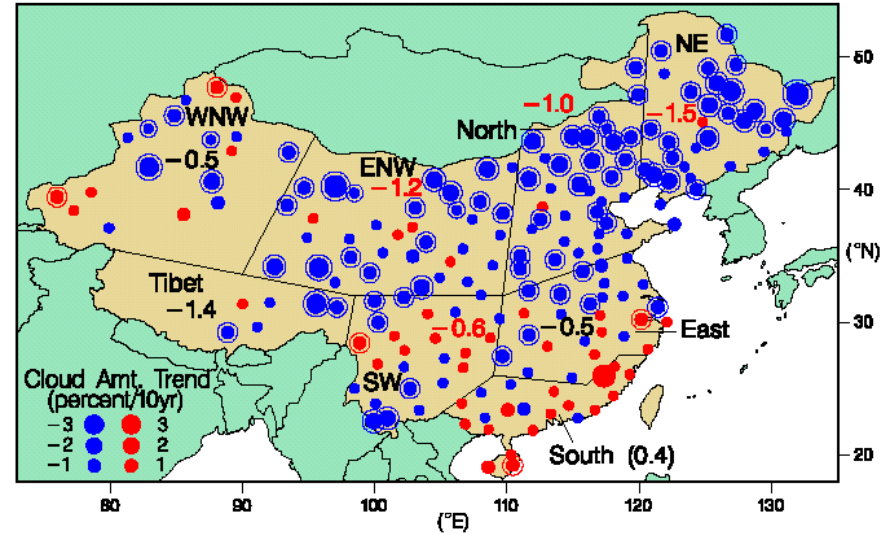 NE
50
WNW
North
−1.0
−1.5
−0.5
ENW
−1.2
40
(°N)
Tibet
−1.4
−0.6
−0.5
East
30
Cloud Amt. Trend
(percent/10yr)
SW
−3 3
−2 2
−1 1
South (0.4)
20
80 90 100 110 120 130
(°E)